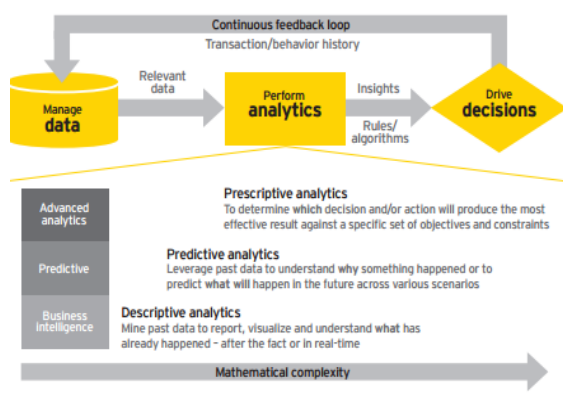 Continuous feedback loop
Transaction/behavior history
Relevant
data
Insights
Rules/
algorithms
Manage
data
Perform
analytics
Drive
decisions
Advanced
analytics
Prescriptive analytics
To determine which decision and/or action will produce the most
effective result against a specific set of objectives and constraints
Predictive
Predictive analytics
Leverage past data to understand why something happened or to
predict what will happen in the future across various scenarios
Business
intelligence
Descriptive analytics
Mine past data to report, visualize and understand what has
already happened – after the fact or in real-time
Mathematical complexity